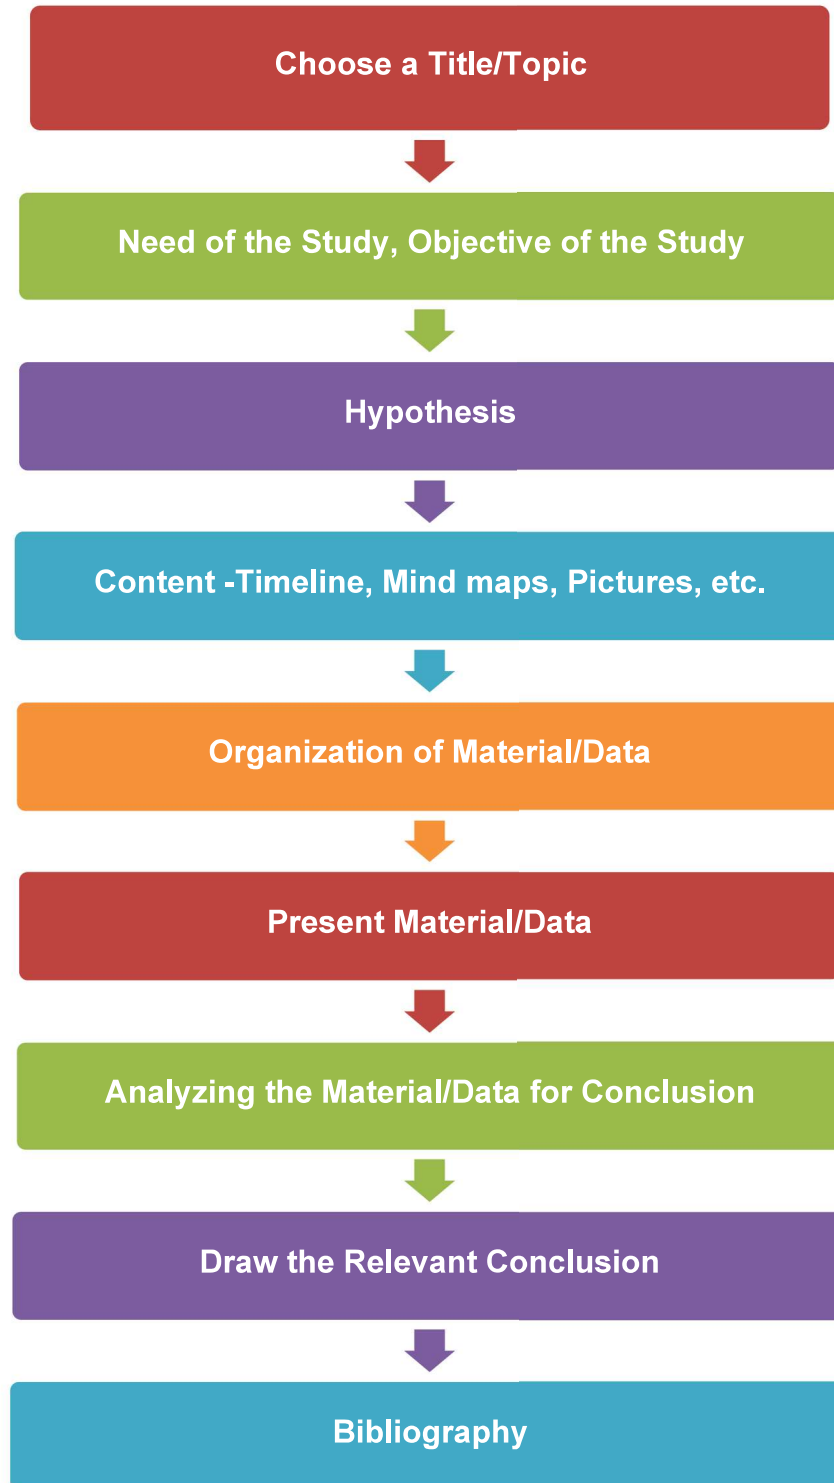 Choose a Title/Topic
Need of the Study, Objective of the Study
Hypothesis
Content -Timeline, Mind maps, Pictures, etc.
Organization of Material/Data
Present Material/Data
Analyzing the Material/Data for Conclusion
Draw the Relevant Conclusion
Bibliography